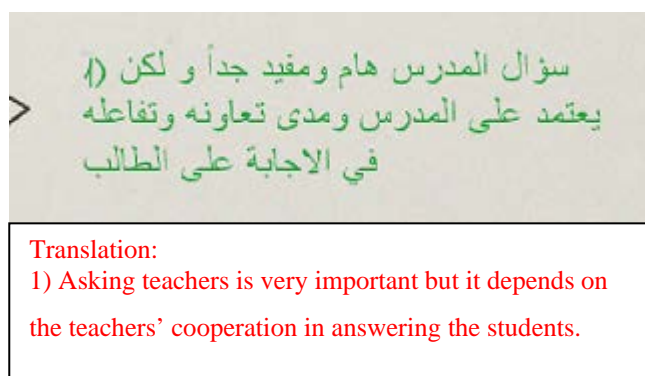 سؤال المدرس هام ومفيد جداً و لكن (1
يعتمد على المدرس ومدى تعاونه وتفاعله
في الاجابة على الطالب
Translation:
1) Asking teachers is very important but it depends on
the teachers’ cooperation in answering the students.